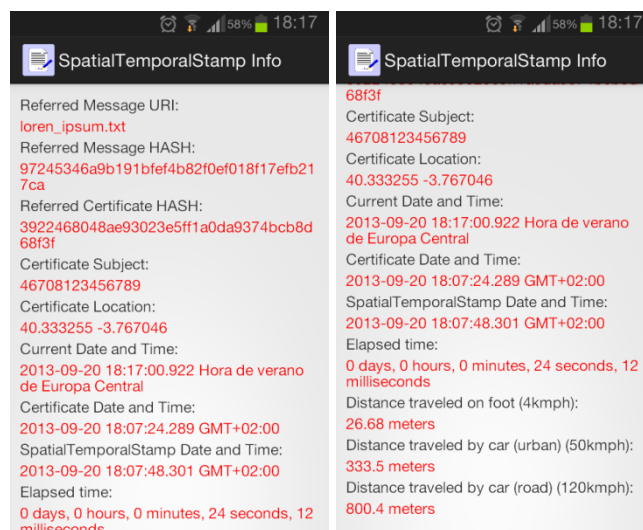 58% 18:17
SpatialTemporalStamp Info
Referred Message URI:
loren_ipsum.txt
Referred Message HASH:
97245346a9b191bfef4b82f0ef018f17efb21
7ca
Referred Certificate HASH:
3922468048ae93023e5ff1a0da9374bcb8d
68f3f
Certificate Subject:
46708123456789
Certificate Location:
40.333255 -3.767046
Current Date and Time:
2013-09-20 18:17:00.922 Hora de verano
de Europa Central
Certificate Date and Time:
2013-09-20 18:07:24.289 GMT+02:00
SpatialTemporalStamp Date and Time:
2013-09-20 18:07:48.301 GMT+02:00
Elapsed time:
0 days, 0 hours, 0 minutes, 24 seconds, 12
milliseconds
58% 18:17
SpatialTemporalStamp Info
68f3f
Certificate Subject:
46708123456789
Certificate Location:
40.333255 -3.767046
Current Date and Time:
2013-09-20 18:17:00.922 Hora de verano
de Europa Central
Certificate Date and Time:
2013-09-20 18:07:24.289 GMT+02:00
SpatialTemporalStamp Date and Time:
2013-09-20 18:07:48.301 GMT+02:00
Elapsed time:
0 days, 0 hours, 0 minutes, 24 seconds, 12
milliseconds
Distance traveled on foot (4kmph):
26.68 meters
Distance traveled by car (urban) (50kmph):
333.5 meters
Distance traveled by car (road) (120kmph):
800.4 meters